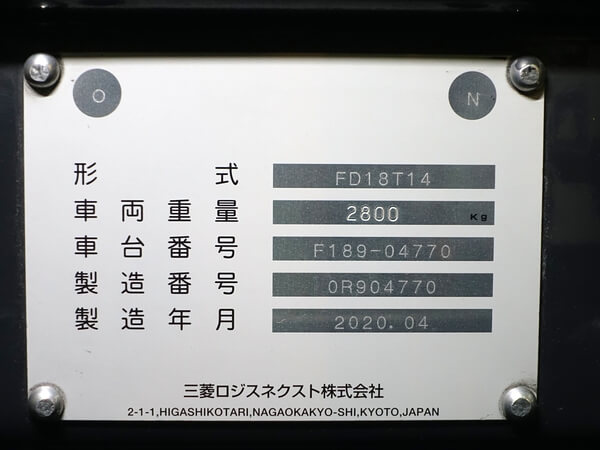 O N
形式 FD18T14
車両重量 2800 Kg
車台番号 F189-04770
製造番号 0R904770
製造年月 2020.04
三菱ロジスネクスト株式会社
2-1-1,HIGASHIKOTARI,NAGAOKAKYO-SHI,KYOTO,JAPAN